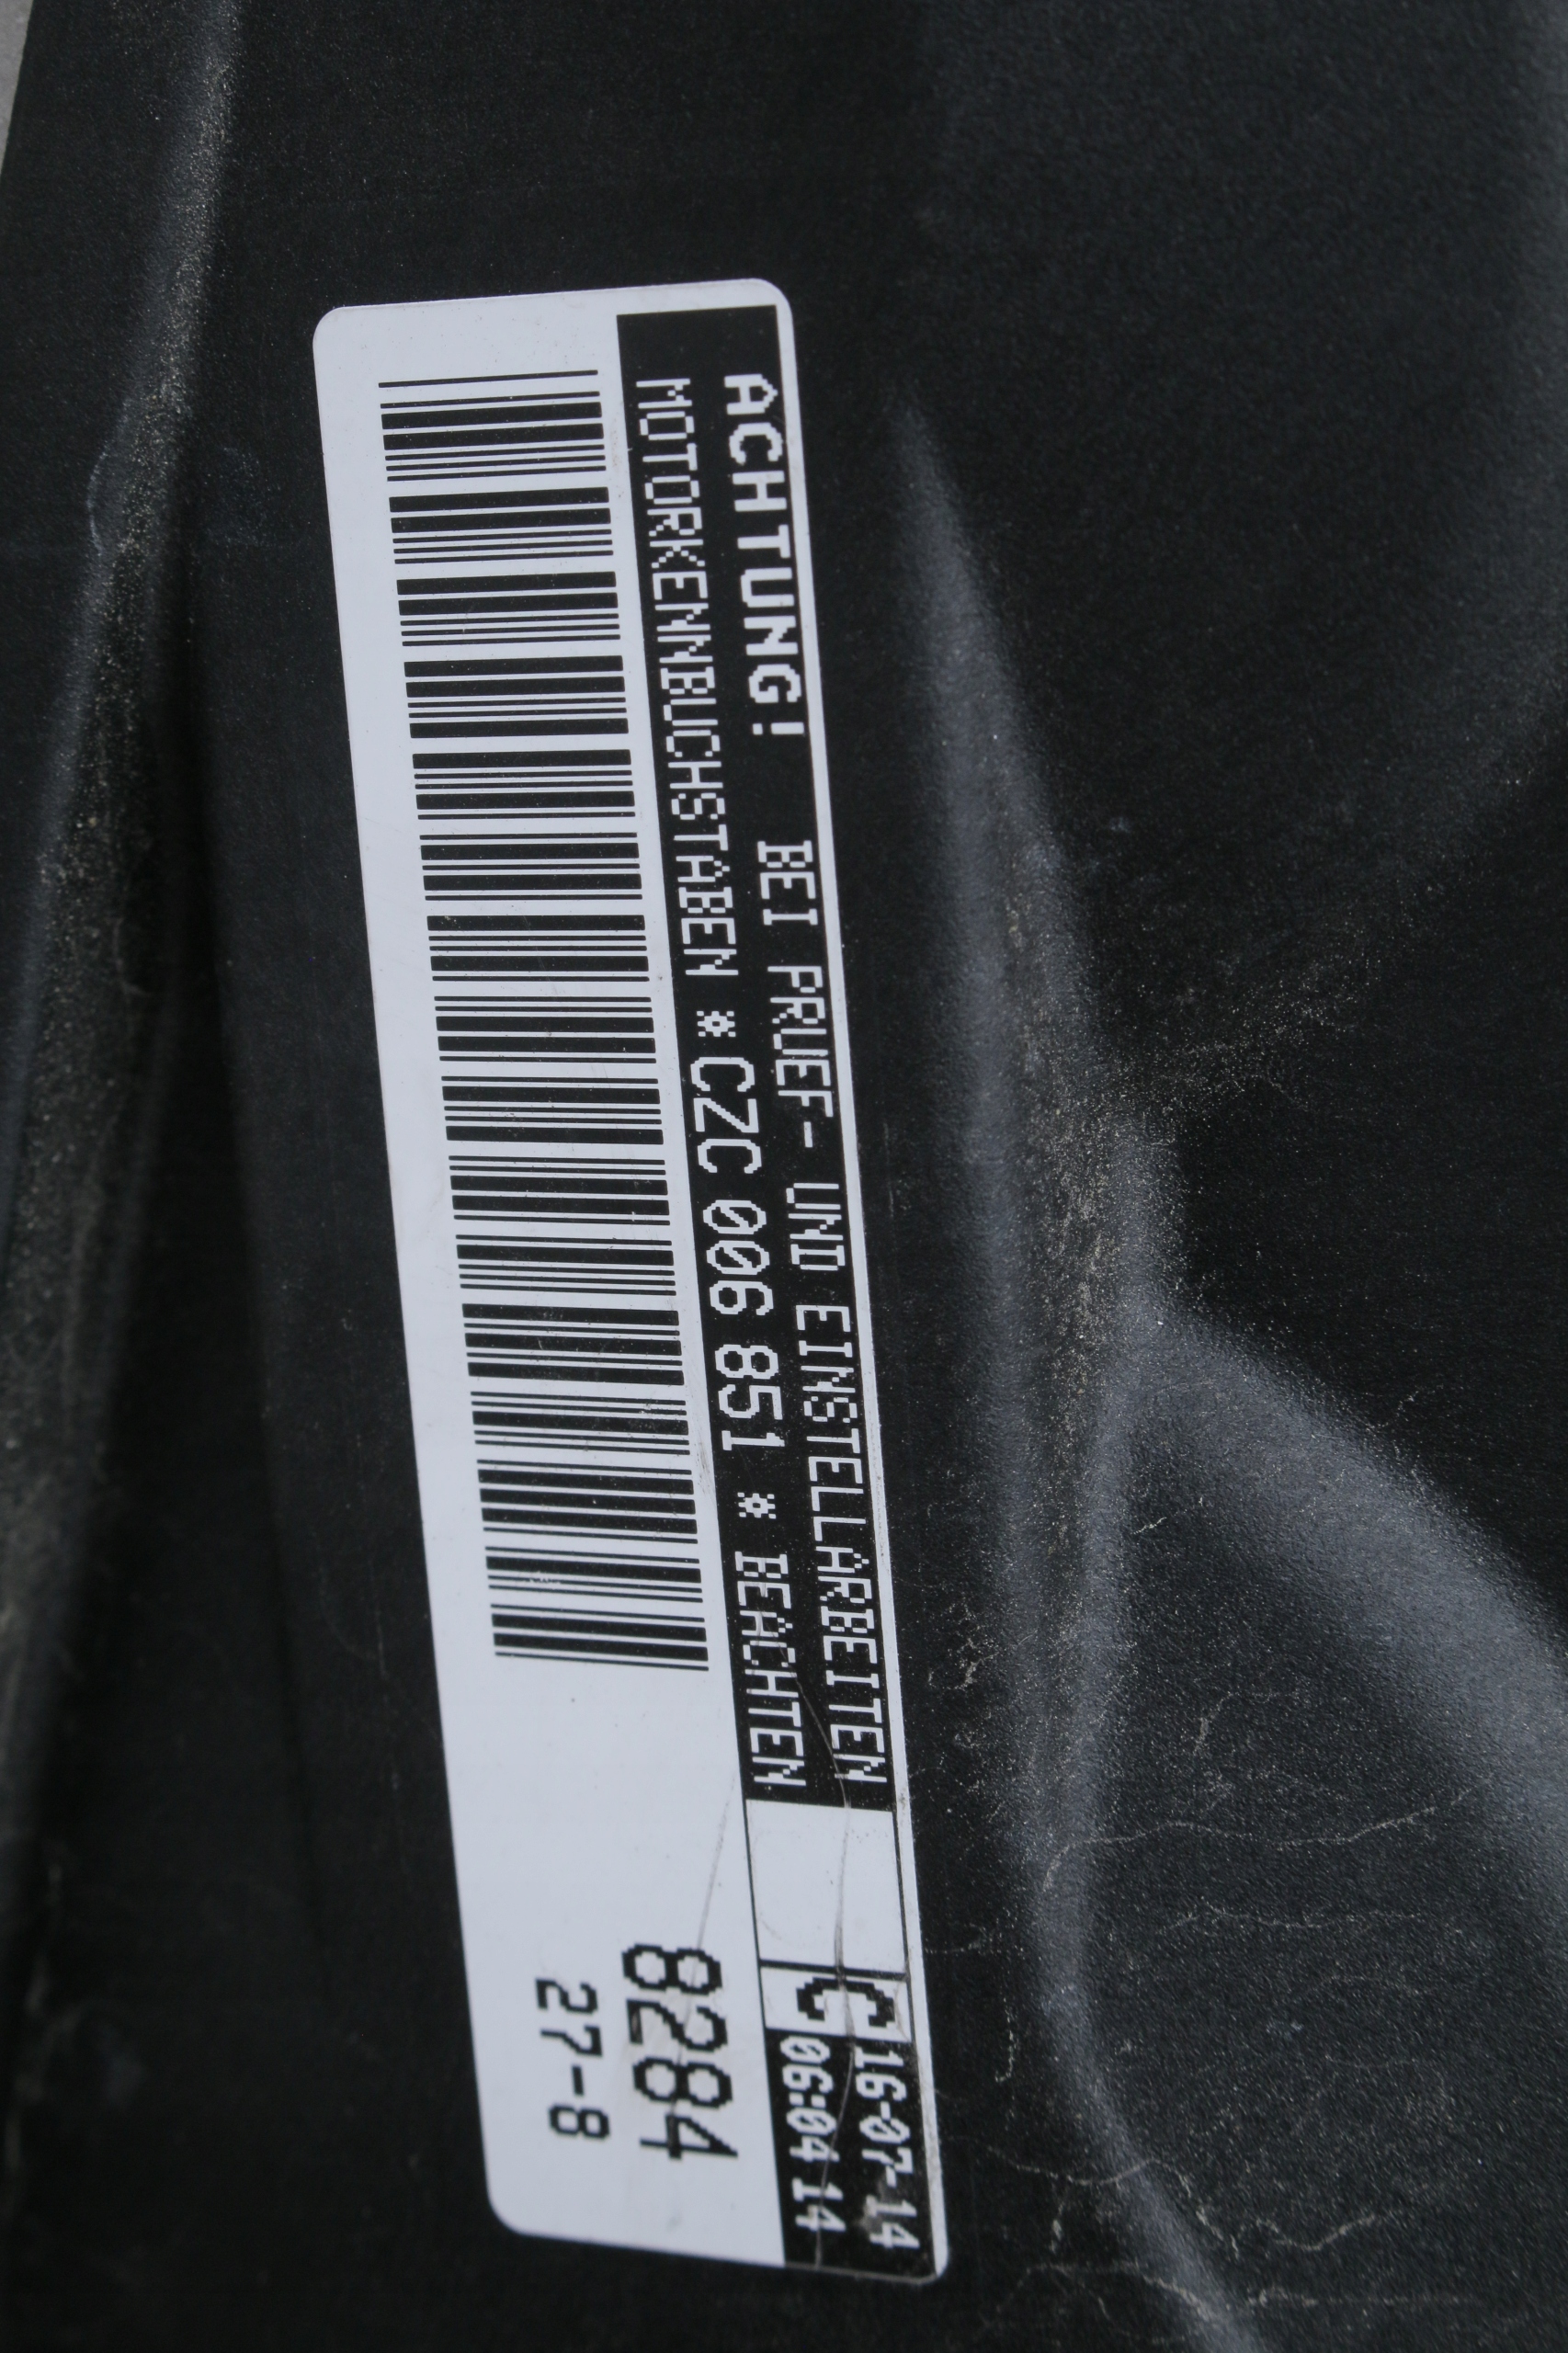 ACHTUNG! BEI PRUEF- UND EINSTELLARBEITEN
MOTORKENNBUCHSTABEN *CZC 006 851 * BEACHTEN
C
16-07-14
06:04 14
8284
27-8